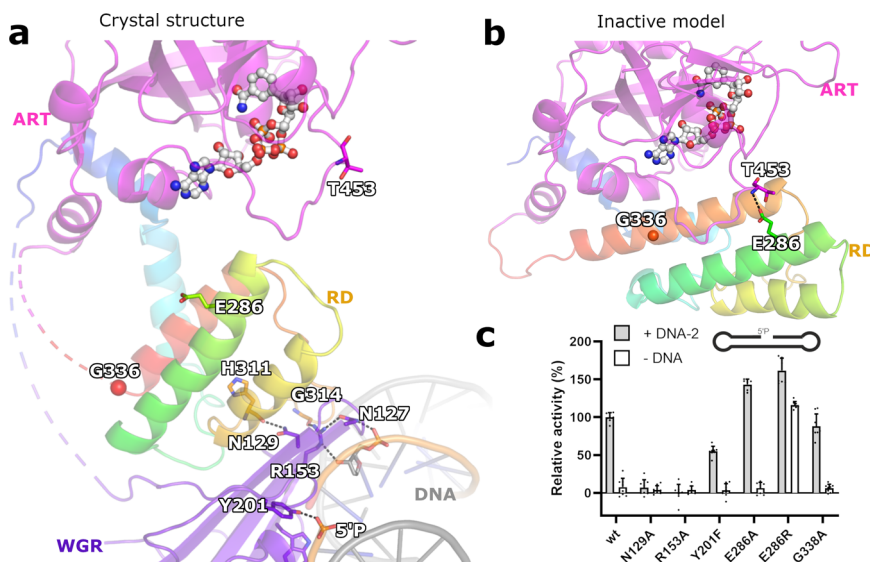 Crystal structure
a
ART
T453
E286
RD
G336
H311
G314
N127
N129
R153
DNA
Y201
5'P
WGR
Inactive model
b
ART
T453
G336
E286
RD
c
+ DNA-2
- DNA
5'P
Relative activity (%)
200
150
100
50
0
wt
N129A
R153A
Y201F
E286A
E286R
G338A